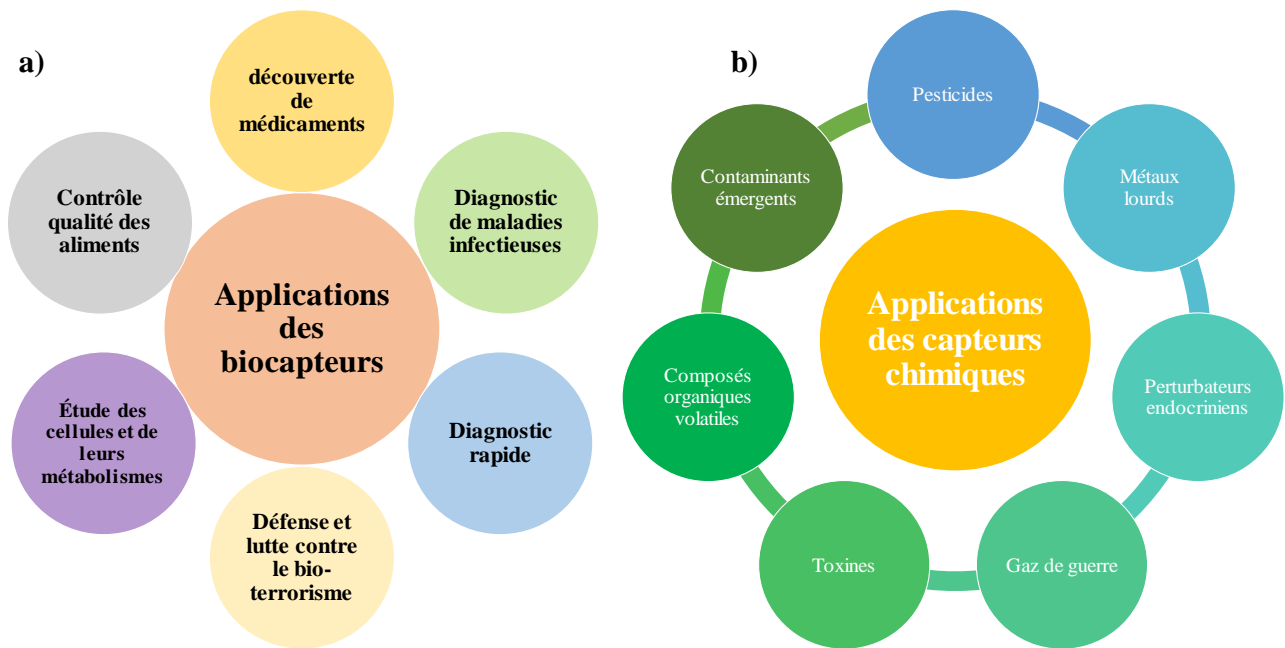 a)
découverte
de
médicaments
Diagnostic
de maladies
infectieuses
Diagnostic
rapide
Défense et
lutte contre
le bio-
terrorisme
Étude des
cellules et de
leurs
métabolismes
Contrôle
qualité des
aliments
Applications
des
biocapteurs
b)
Pesticides
Métaux
lourds
Perturbateurs
endocriniens
Gaz de guerre
Toxines
Composés
organiques
volatiles
Contaminants
émergents
Applications
des capteurs
chimiques